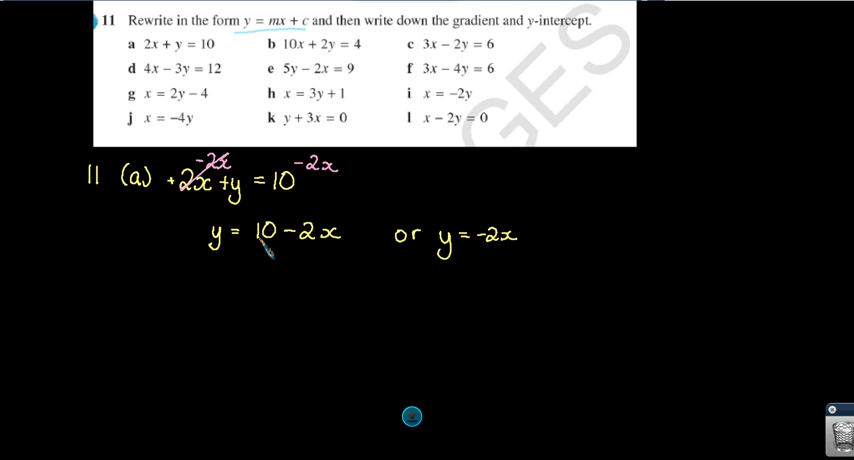 11 Rewrite in the form y = mx + c and then write down the gradient and y-intercept.
a 2x + y = 10 b 10x + 2y = 4 c 3x – 2y = 6
d 4x – 3y = 12 e 5y – 2x = 9 f 3x – 4y = 6
g x = 2y – 4 h x = 3y + 1 i x = –2y
j x = –4y k y + 3x = 0 l x – 2y = 0
GES
-2x -2x
11 (a) +2x +y = 10
y = 10 - 2x or y = -2x